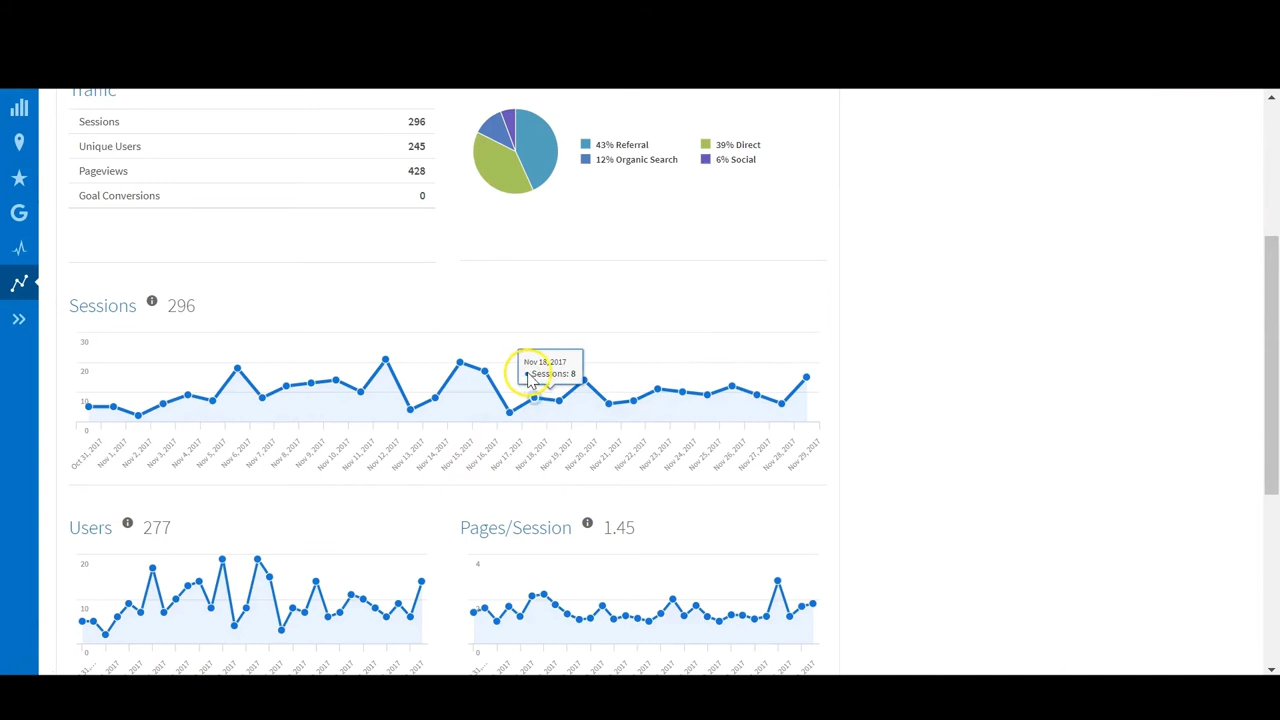 Traffic
Sessions 296
Unique Users 245
Pageviews 428
Goal Conversions 0
43% Referral 39% Direct
12% Organic Search 6% Social
Sessions 296
30
20
10
0
Nov 18, 2017
Sessions: 8
Oct 31, 2017 Nov 1, 2017 Nov 2, 2017 Nov 3, 2017 Nov 4, 2017 Nov 5, 2017 Nov 6, 2017 Nov 7, 2017 Nov 8, 2017 Nov 9, 2017 Nov 10, 2017 Nov 11, 2017 Nov 12, 2017 Nov 13, 2017 Nov 14, 2017 Nov 15, 2017 Nov 16, 2017 Nov 17, 2017 Nov 18, 2017 Nov 19, 2017 Nov 20, 2017 Nov 21, 2017 Nov 22, 2017 Nov 23, 2017 Nov 24, 2017 Nov 25, 2017 Nov 26, 2017 Nov 27, 2017 Nov 28, 2017 Nov 29, 2017
Users 277
20
10
0
Pages/Session 1.45
4
0